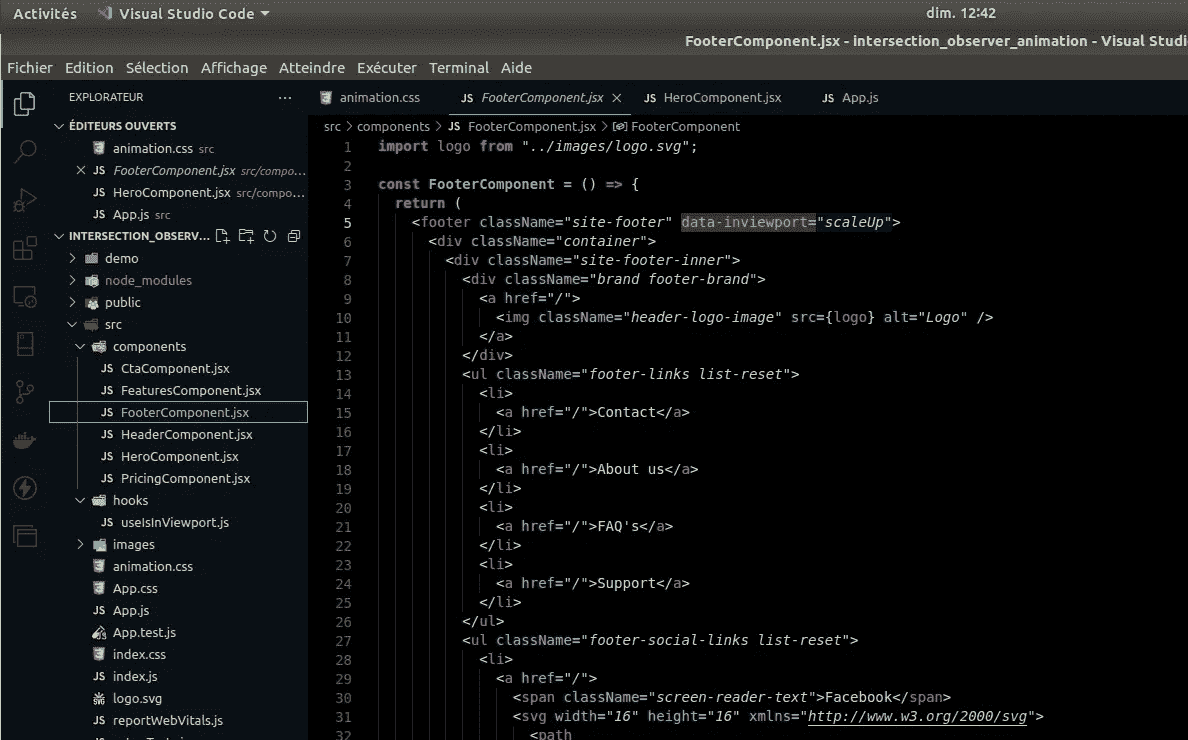 Activités Visual Studio Code dim. 12:42
FooterComponent.jsx - intersection_observer_animation - Visual Studi
Fichier Edition Sélection Affichage Atteindre Exécuter Terminal Aide
EXPLORATEUR ...
ÉDITEURS OUVERTS
animation.css src
JS FooterComponent.jsx src/compo...
JS HeroComponent.jsx src/compo...
JS App.js src
INTERSECTION_OBSERV...
demo
node_modules
public
src
components
JS CtaComponent.jsx
JS FeaturesComponent.jsx
JS FooterComponent.jsx
JS HeaderComponent.jsx
JS HeroComponent.jsx
JS PricingComponent.jsx
hooks
JS useIsInViewport.js
images
animation.css
App.css
JS App.js
App.test.js
index.css
JS index.js
logo.svg
JS reportWebVitals.js
animation.css JS FooterComponent.jsx JS HeroComponent.jsx JS App.js
src > components > JS FooterComponent.jsx > FooterComponent
1 import logo from "../images/logo.svg";
2
3 const FooterComponent = () => {
4 return (
5 <footer className="site-footer" data-inviewport="scaleUp">
6 <div className="container">
7 <div className="site-footer-inner">
8 <div className="brand footer-brand">
9 <a href="/">
10 <img className="header-logo-image" src={logo} alt="Logo" />
11 </a>
12 </div>
13 <ul className="footer-links list-reset">
14 <li>
15 <a href="/">Contact</a>
16 </li>
17 <li>
18 <a href="/">About us</a>
19 </li>
20 <li>
21 <a href="/">FAQ's</a>
22 </li>
23 <li>
24 <a href="/">Support</a>
25 </li>
26 </ul>
27 <ul className="footer-social-links list-reset">
28 <li>
29 <a href="/">
30 <span className="screen-reader-text">Facebook</span>
31 <svg width="16" height="16" xmlns="http://www.w3.org/2000/svg">
32 <path